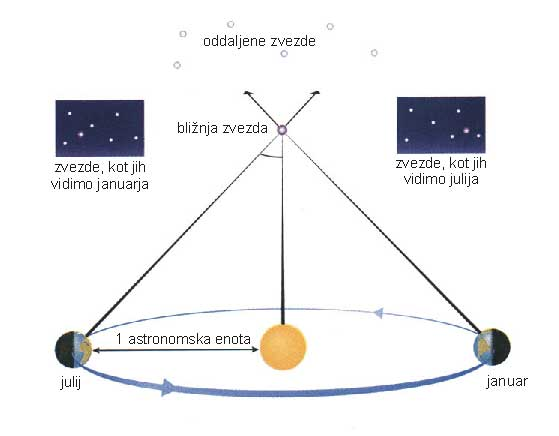 oddaljene zvezde
bližnja zvezda
zvezde, kot jih
vidimo januarja
zvezde, kot jih
vidimo julija
1 astronomska enota
julij
januar